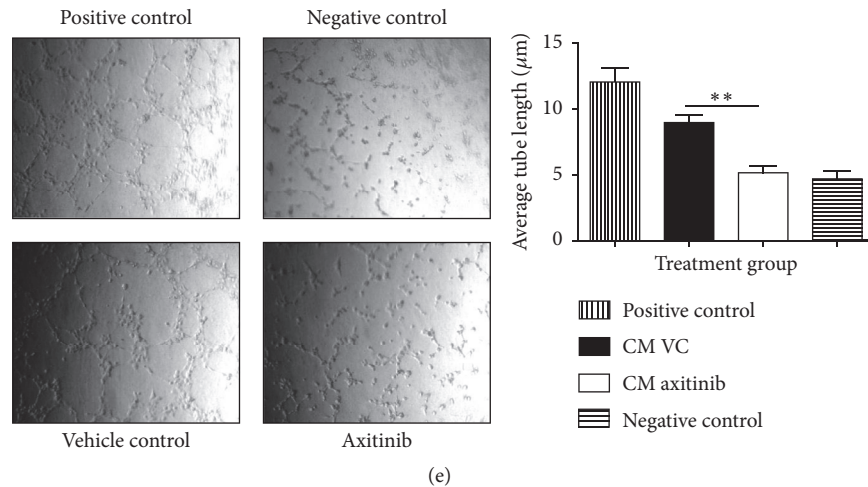 Positive control
Negative control
Vehicle control
Axitinib
15
10
5
0
Average tube length (μm)
**
Treatment group
Positive control
CM VC
CM axitinib
Negative control
(e)